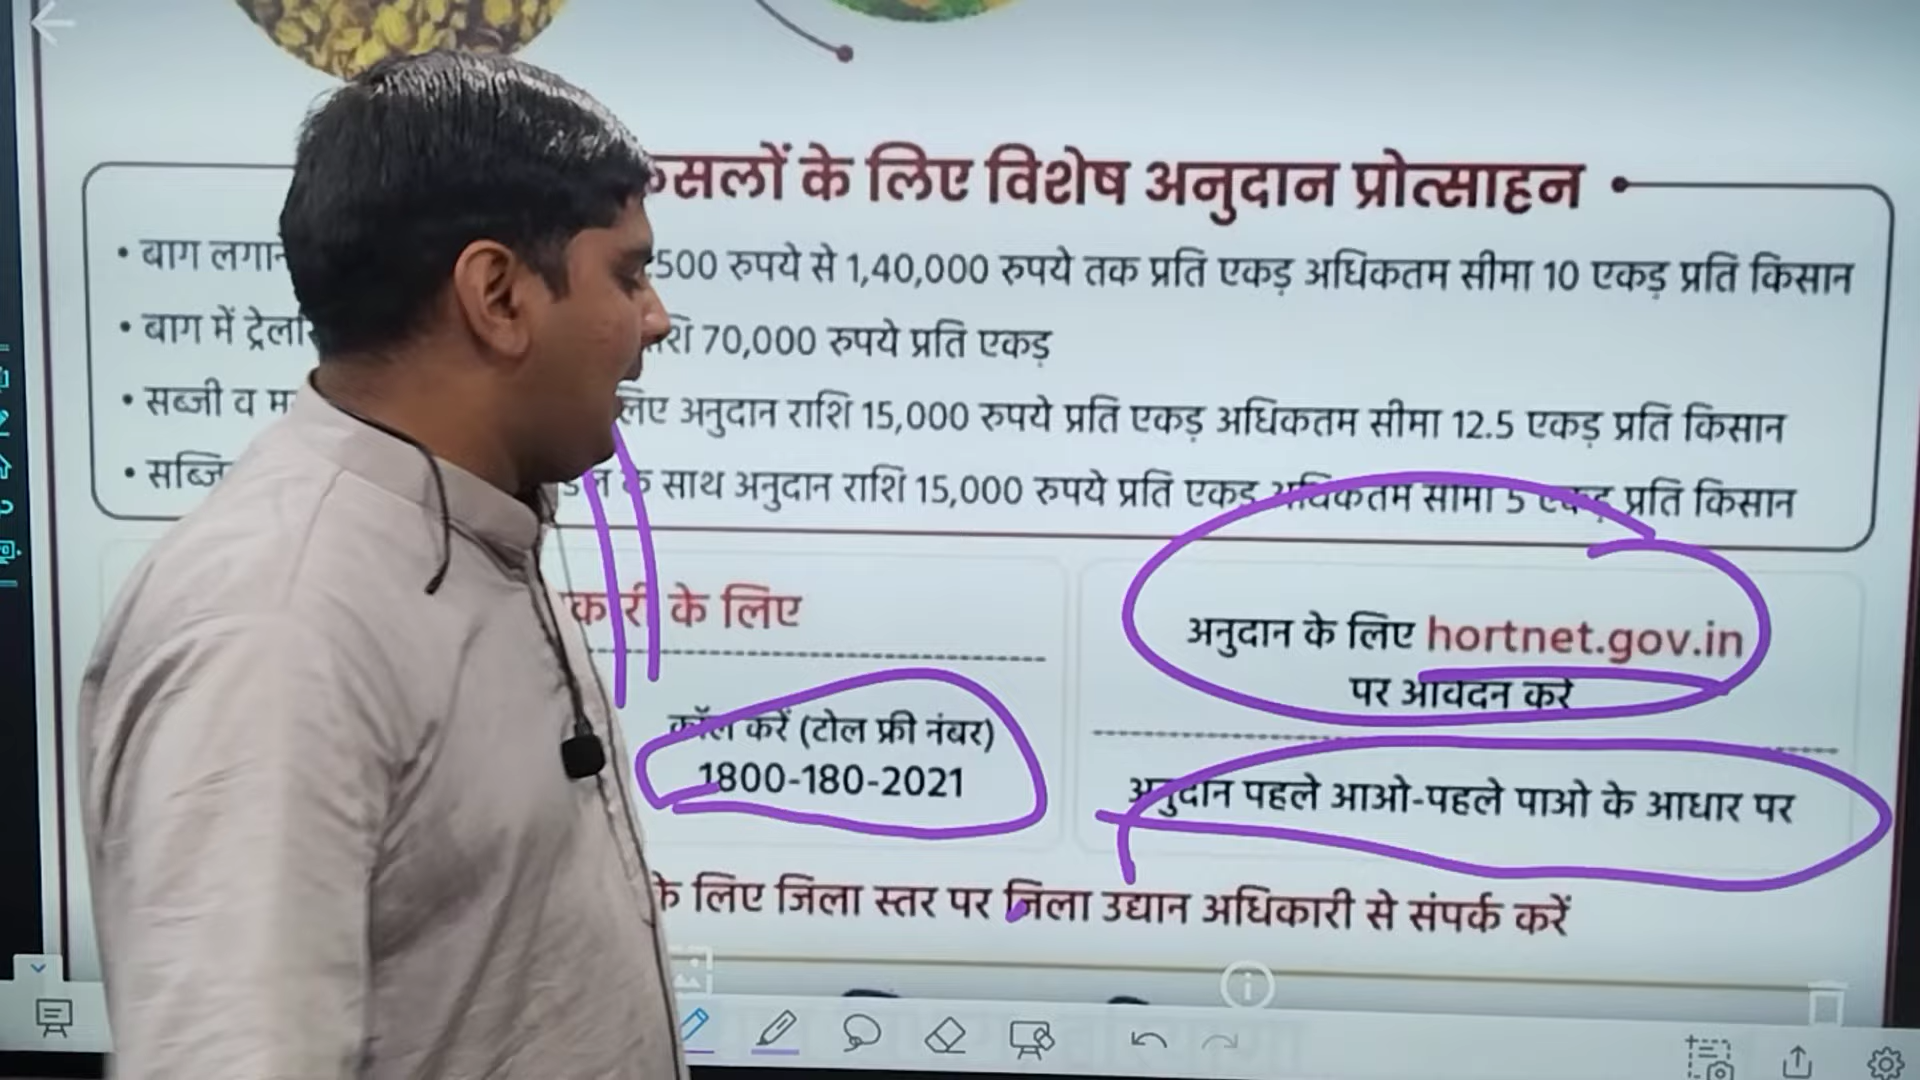 फसलों के लिए विशेष अनुदान प्रोत्साहन
• बाग लगाने 500 रुपये से 1,40,000 रुपये तक प्रति एकड़ अधिकतम सीमा 10 एकड़ प्रति किसान
• बाग में 70,000 रुपये प्रति एकड़
• सब्जी व लिए अनुदान राशि 15,000 रुपये प्रति एकड़ अधिकतम सीमा 12.5 एकड़ प्रति किसान
• के साथ अनुदान राशि 15,000 रुपये प्रति एकड़ अधिकतम सीमा 5 एकड़ प्रति किसान
के लिए
कॉल करें (टोल फ्री नंबर)
1800-180-2021
अनुदान के लिए hortnet.gov.in
पर आवेदन करें
अनुदान पहले आओ-पहले पाओ के आधार पर
के लिए जिला स्तर पर जिला उद्यान अधिकारी से संपर्क करें